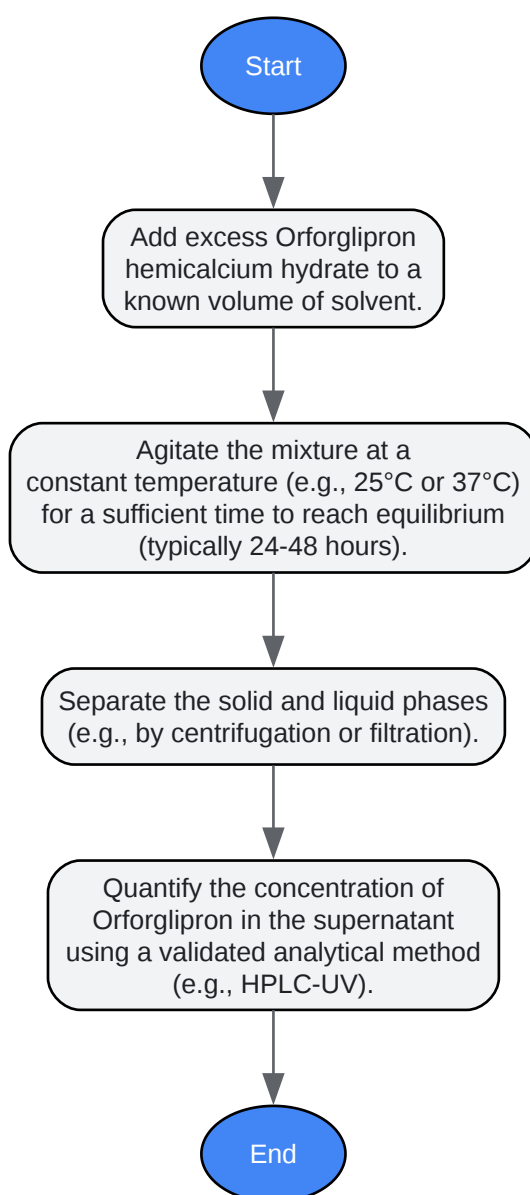 Start
Add excess Orforglipron
hemicalcium hydrate to a
known volume of solvent.
Agitate the mixture at a
constant temperature (e.g., 25°C or 37°C)
for a sufficient time to reach equilibrium
(typically 24-48 hours).
Separate the solid and liquid phases
(e.g., by centrifugation or filtration).
Quantify the concentration of
Orforglipron in the supernatant
using a validated analytical method
(e.g., HPLC-UV).
End